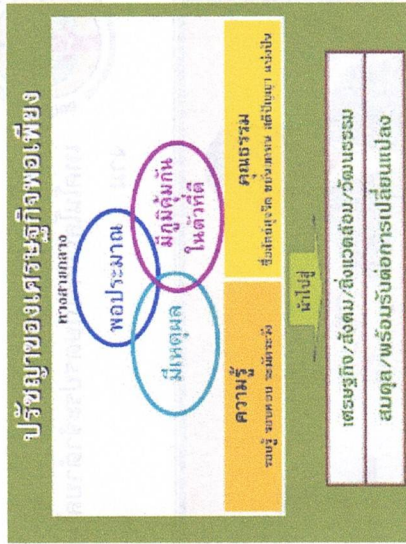 ปรัชญาของเศรษฐกิจพอเพียง
ทางสายกลาง
พอประมาณ
มีเหตุผล
มีภูมิคุ้มกัน
ในตัวที่ดี
ความรู้
รอบรู้ รอบคอบ ระมัดระวัง
คุณธรรม
ซื่อสัตย์สุจริต ขยันอดทน สติปัญญา แบ่งปัน
นำไปสู่
เศรษฐกิจ/สังคม/สิ่งแวดล้อม/วัฒนธรรม
สมดุล/พร้อมรับต่อการเปลี่ยนแปลง